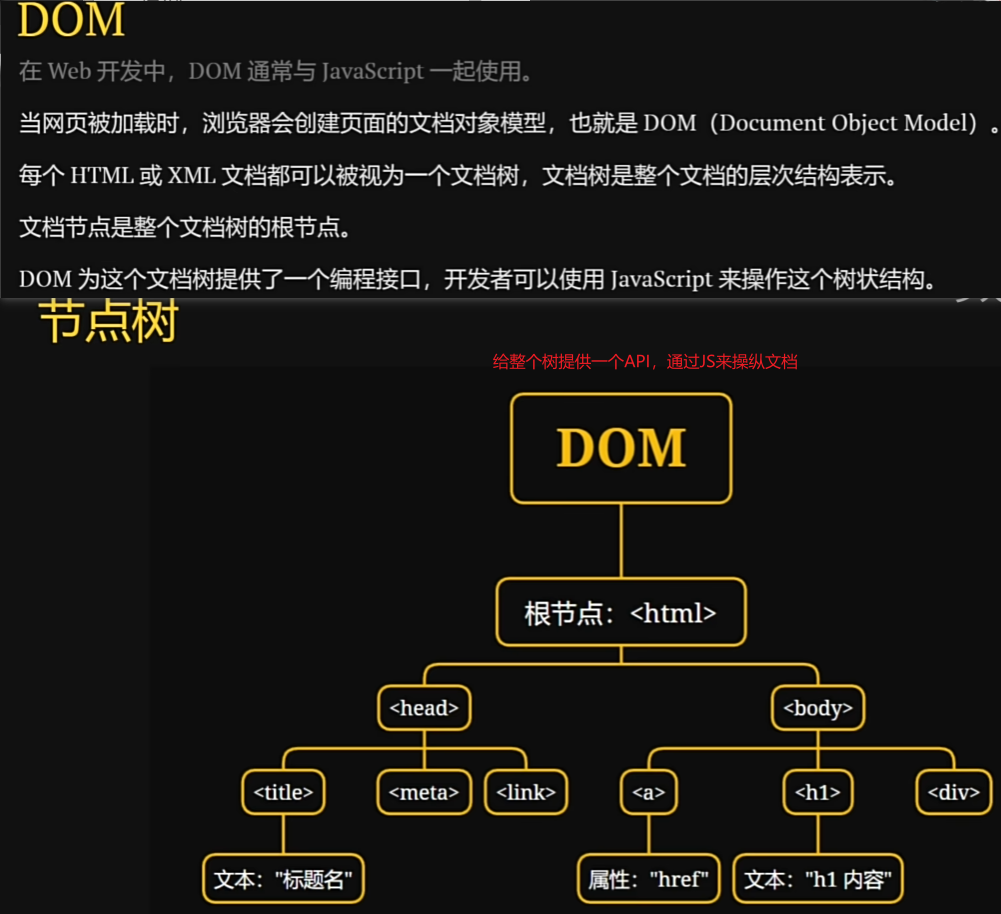 DOM
在 Web 开发中，DOM 通常与 JavaScript 一起使用。
当网页被加载时，浏览器会创建页面的文档对象模型，也就是 DOM（Document Object Model）。
每个 HTML 或 XML 文档都可以被视为一个文档树，文档树是整个文档的层次结构表示。
文档节点是整个文档树的根节点。
DOM 为这个文档树提供了一个编程接口，开发者可以使用 JavaScript 来操作这个树状结构。
节点树
给整个树提供一个API，通过JS来操纵文档
DOM
根节点：<html>
<head> <body>
<title> <meta> <link> <a> <h1> <div>
文本："标题名" 属性："href" 文本："h1 内容"